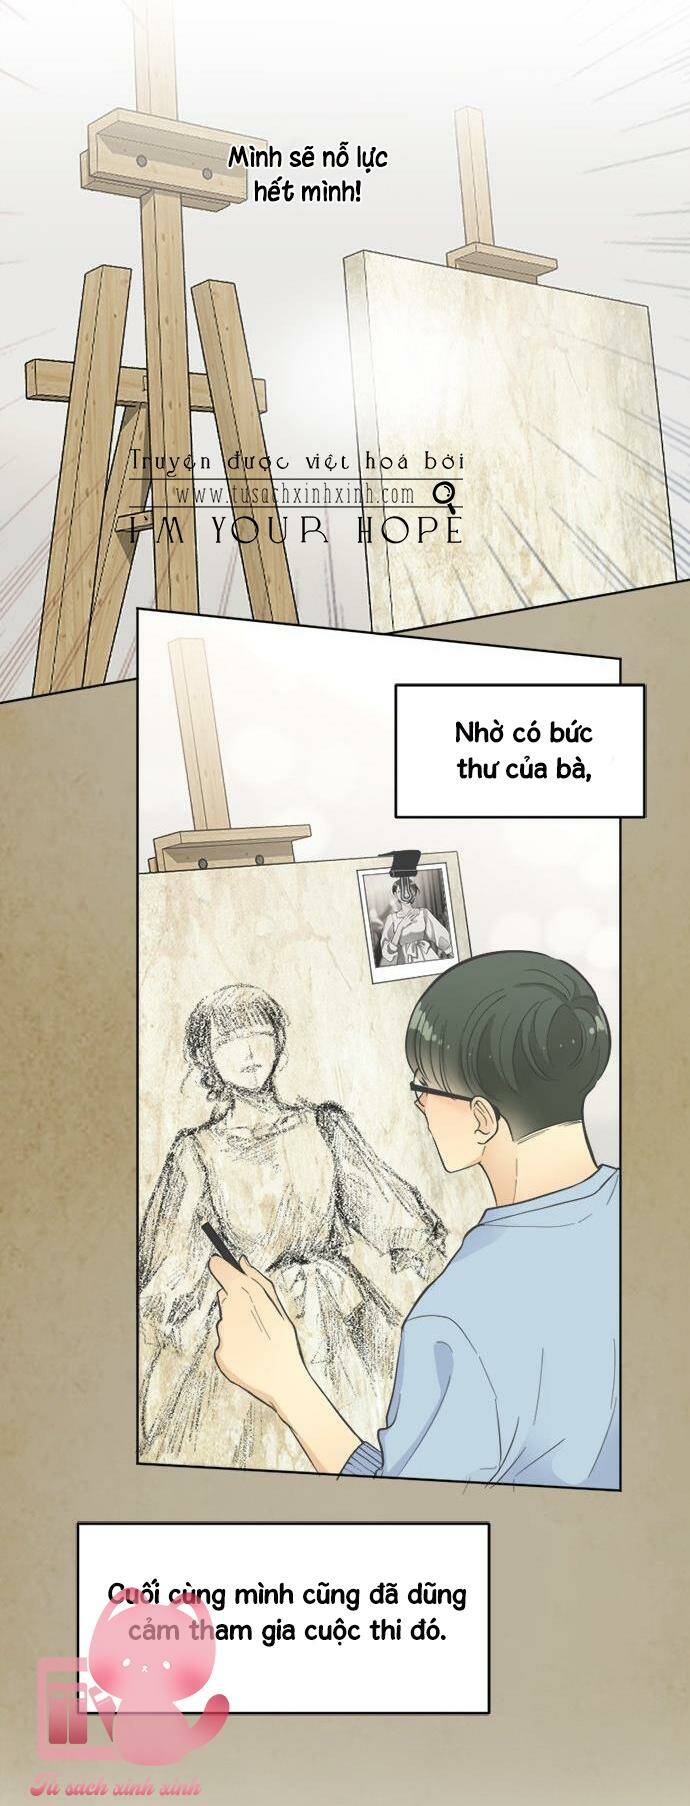 Mình sẽ nỗ lực
hết mình!
Truyện được việt hoá bởi
www.tusachxinhxinh.com
I'M YOUR HOPE
Nhờ có bức
thư của bà,
Cuối cùng mình cũng đã dũng
cảm tham gia cuộc thi đó.
Tủ sách xinh xinh